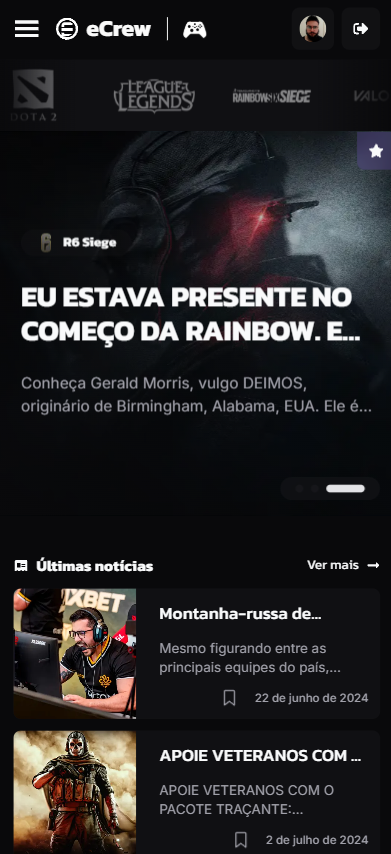 eCrew
DOTA 2
LEAGUE of LEGENDS
RAINBOWSIX SIEGE
VALO
R6 Siege
EU ESTAVA PRESENTE NO
COMEÇO DA RAINBOW. E...
Conheça Gerald Morris, vulgo DEIMOS,
originário de Birmingham, Alabama, EUA. Ele é...
Últimas notícias
Ver mais
IXBET
Montanha-russa de...
Mesmo figurando entre as
principais equipes do país,...
22 de junho de 2024
APOIE VETERANOS COM ...
APOIE VETERANOS COM O
PACOTE TRAÇANTE:...
2 de julho de 2024